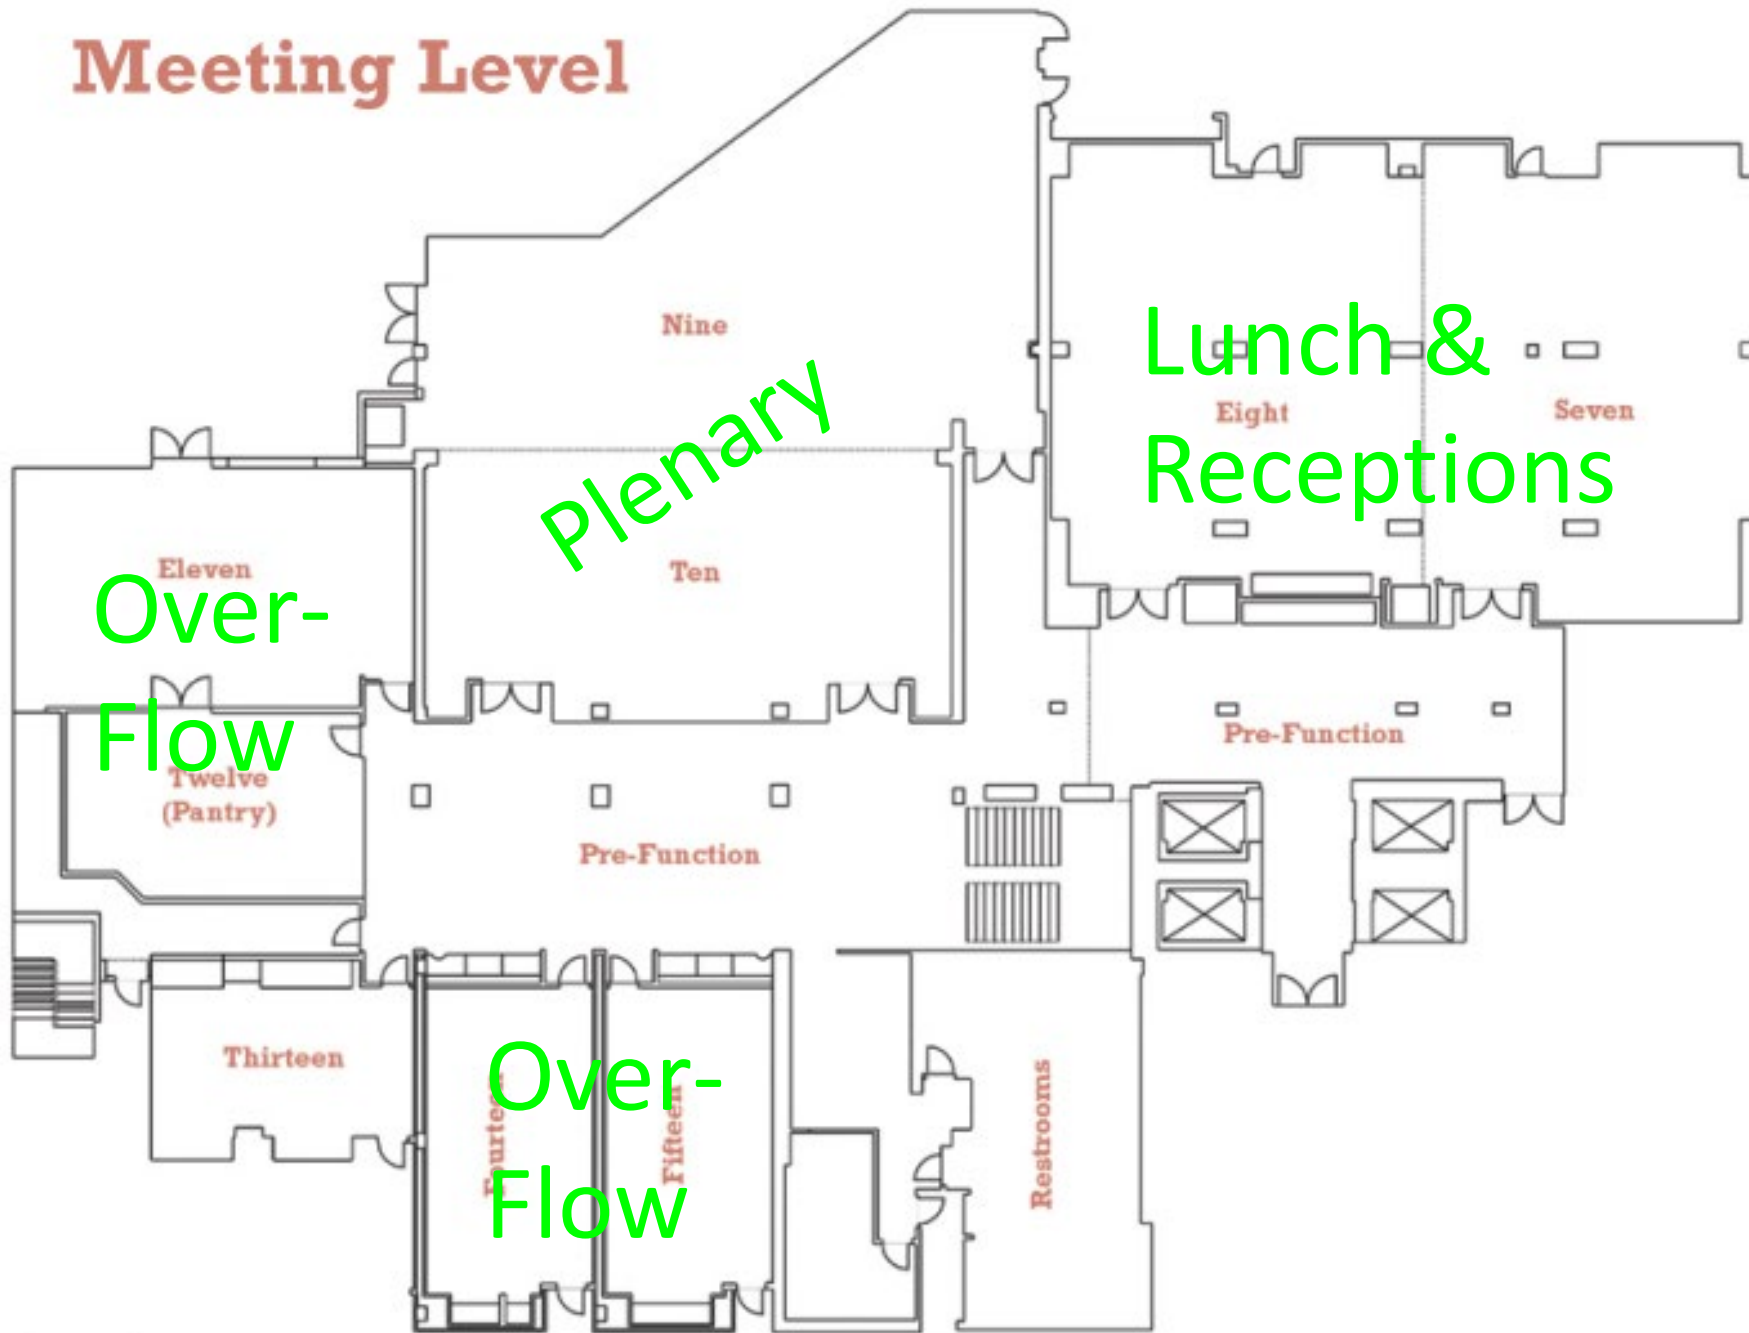 Meeting Level
Nine
Plenary
Ten
Lunch &
Eight
Seven
Receptions
Eleven
Over-
Flow
Twelve
(Pantry)
Pre-Function
Pre-Function
Thirteen
Fourteen
Over-
Fifteen
Flow
Restrooms